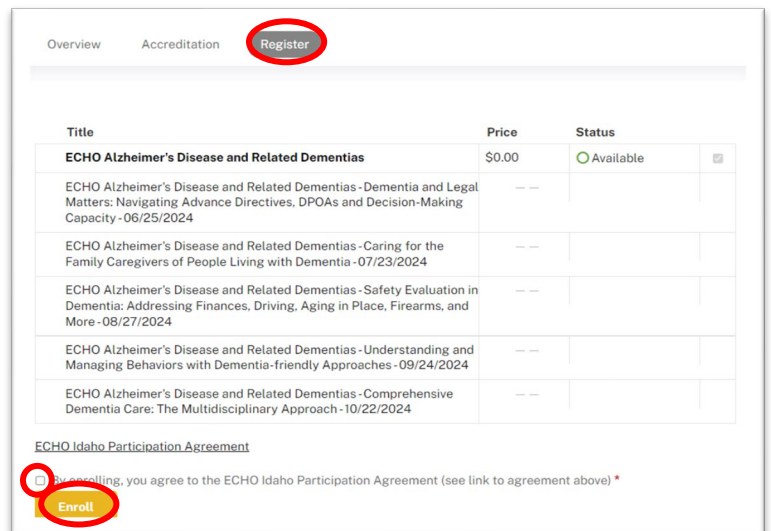 Overview Accreditation Register
Title Price Status
ECHO Alzheimer's Disease and Related Dementias $0.00 Available
ECHO Alzheimer's Disease and Related Dementias - Dementia and Legal — —
Matters: Navigating Advance Directives, DPOAs and Decision-Making
Capacity - 06/25/2024
ECHO Alzheimer's Disease and Related Dementias - Caring for the — —
Family Caregivers of People Living with Dementia - 07/23/2024
ECHO Alzheimer's Disease and Related Dementias - Safety Evaluation in — —
Dementia: Addressing Finances, Driving, Aging in Place, Firearms, and
More - 08/27/2024
ECHO Alzheimer's Disease and Related Dementias - Understanding and — —
Managing Behaviors with Dementia-friendly Approaches - 09/24/2024
ECHO Alzheimer's Disease and Related Dementias - Comprehensive — —
Dementia Care: The Multidisciplinary Approach - 10/22/2024
ECHO Idaho Participation Agreement
By enrolling, you agree to the ECHO Idaho Participation Agreement (see link to agreement above) *
Enroll